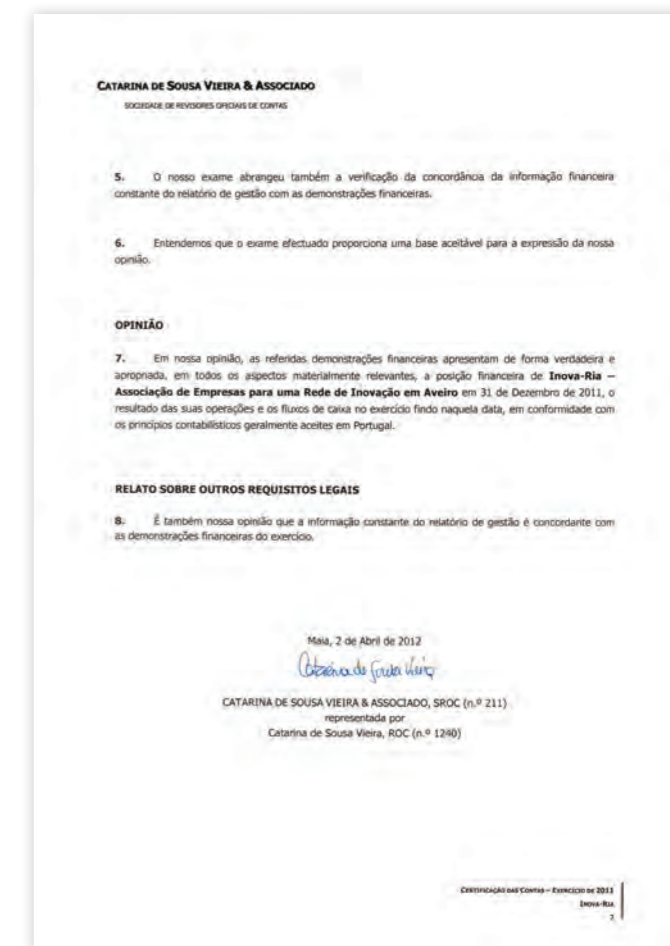 CATARINA DE SOUSA VIEIRA & ASSOCIADO
SOCIEDADE DE REVISORES OFICIAIS DE CONTAS
5. O nosso exame abrangeu também a verificação da concordância da informação financeira
constante do relatório de gestão com as demonstrações financeiras.
6. Entendemos que o exame efectuado proporciona uma base aceitável para a expressão da nossa
opinião.
OPINIÃO
7. Em nossa opinião, as referidas demonstrações financeiras apresentam de forma verdadeira e
apropriada, em todos os aspectos materialmente relevantes, a posição financeira de Inova-Ria –
Associação de Empresas para uma Rede de Inovação em Aveiro em 31 de Dezembro de 2011, o
resultado das suas operações e os fluxos de caixa no exercício findo naquela data, em conformidade com
os princípios contabilísticos geralmente aceites em Portugal.
RELATO SOBRE OUTROS REQUISITOS LEGAIS
8. É também nossa opinião que a informação constante do relatório de gestão é concordante com
as demonstrações financeiras do exercício.
Maia, 2 de Abril de 2012
Catarina de Sousa Vieira
CATARINA DE SOUSA VIEIRA & ASSOCIADO, SROC (n.º 211)
representada por
Catarina de Sousa Vieira, ROC (n.º 1240)
CERTIFICAÇÃO DAS CONTAS – EXERCÍCIO DE 2011
INOVA-RIA
2